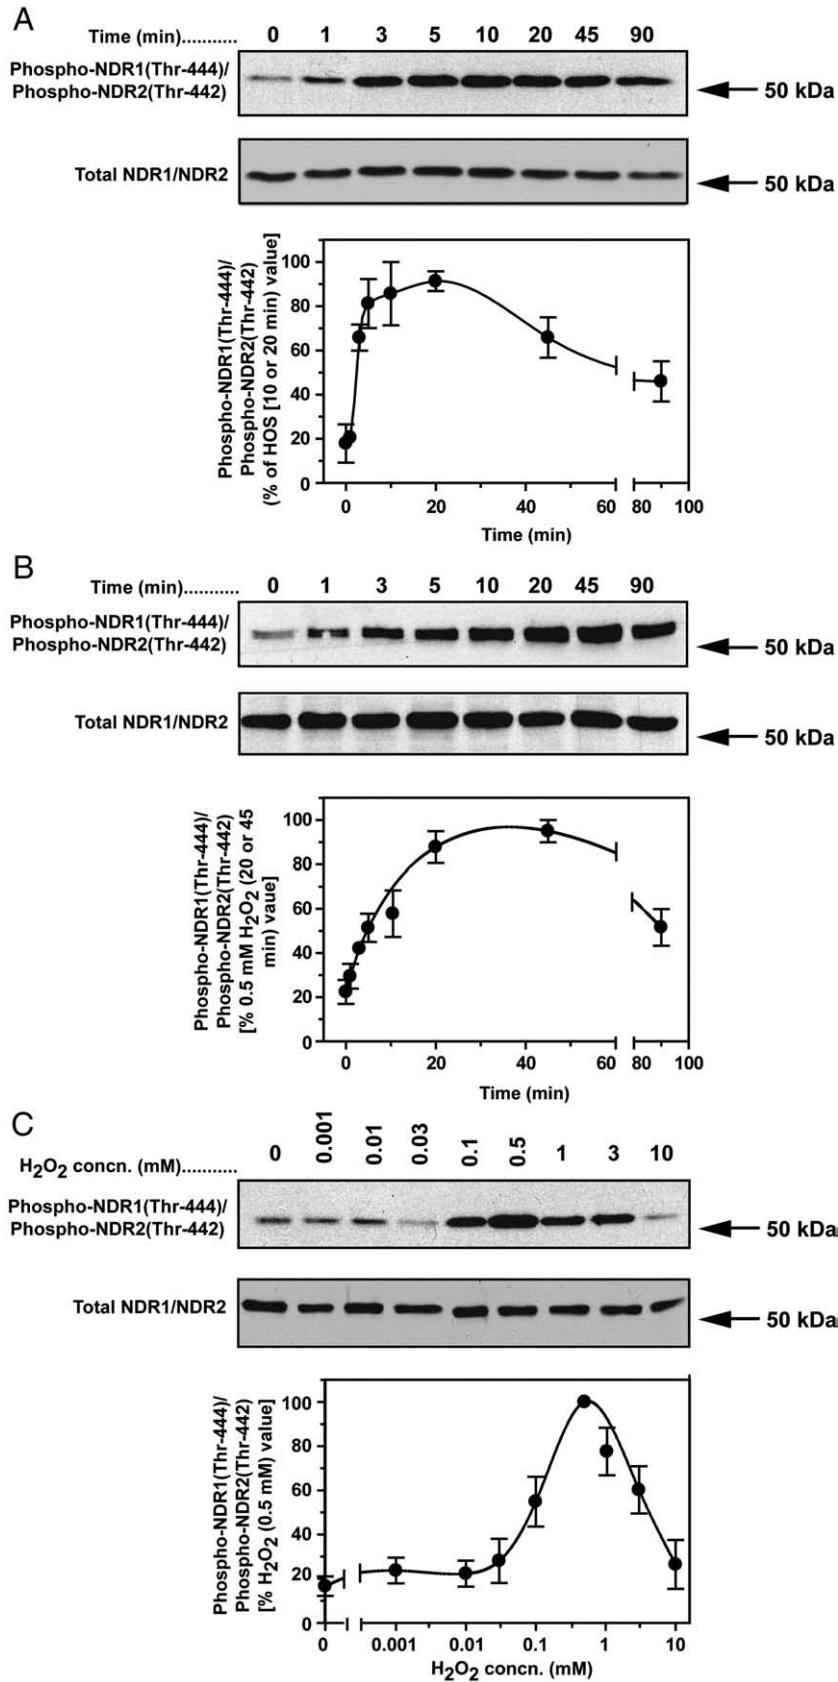 A
Time (min)........... 0 1 3 5 10 20 45 90
Phospho-NDR1(Thr-444)/
Phospho-NDR2(Thr-442)
50 kDa
Total NDR1/NDR2
50 kDa
Phospho-NDR1(Thr-444)/
Phospho-NDR2(Thr-442)
(% of HOS [10 or 20 min) value]
100
80
60
40
20
0
0 20 40 60 80 100
Time (min)
B
Time (min)........... 0 1 3 5 10 20 45 90
Phospho-NDR1(Thr-444)/
Phospho-NDR2(Thr-442)
50 kDa
Total NDR1/NDR2
50 kDa
Phospho-NDR1(Thr-444)/
Phospho-NDR2(Thr-442)
[% 0.5 mM H2O2 (20 or 45
min) vaue]
100
80
60
40
20
0
0 20 40 60 80 100
Time (min)
C
H2O2 concn. (mM)........... 0 0.001 0.01 0.03 0.1 0.5 1 3 10
Phospho-NDR1(Thr-444)/
Phospho-NDR2(Thr-442)
50 kDa
Total NDR1/NDR2
50 kDa
Phospho-NDR1(Thr-444)/
Phospho-NDR2(Thr-442)
[% H2O2 (0.5 mM) value]
100
80
60
40
20
0
0 0.001 0.01 0.1 1 10
H2O2 concn. (mM)